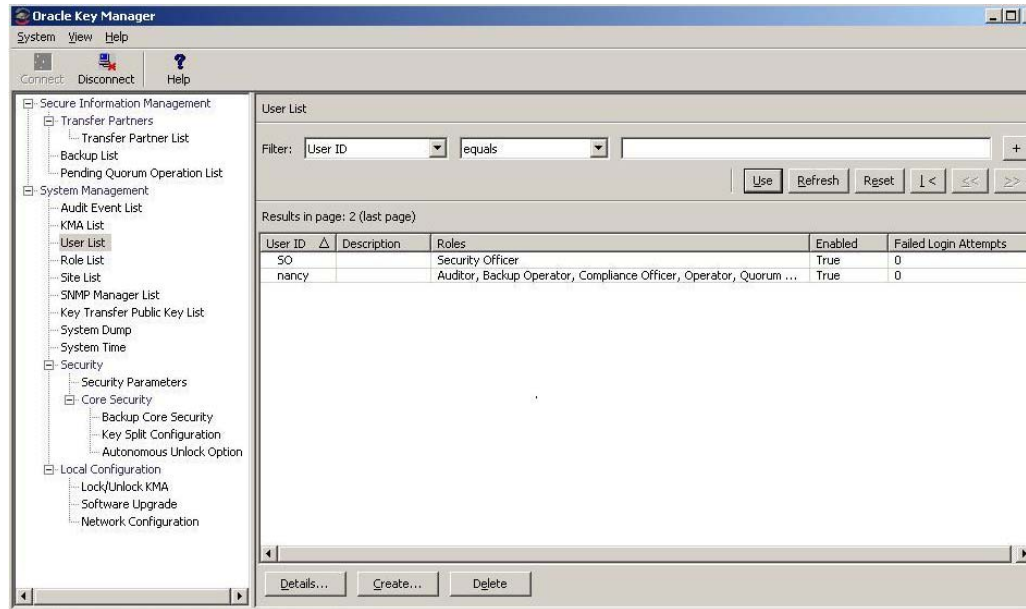 Oracle Key Manager
System View Help
Connect Disconnect Help
Secure Information Management
Transfer Partners
Transfer Partner List
Backup List
Pending Quorum Operation List
System Management
Audit Event List
KMA List
User List
Role List
Site List
SNMP Manager List
Key Transfer Public Key List
System Dump
System Time
Security
Security Parameters
Core Security
Backup Core Security
Key Split Configuration
Autonomous Unlock Option
Local Configuration
Lock/Unlock KMA
Software Upgrade
Network Configuration
User List
Filter: User ID equals +
Use Refresh Reset |< << >>
Results in page: 2 (last page)
User ID Description Roles Enabled Failed Login Attempts
SO Security Officer True 0
nancy Auditor, Backup Operator, Compliance Officer, Operator, Quorum ... True 0
Details... Create... Delete